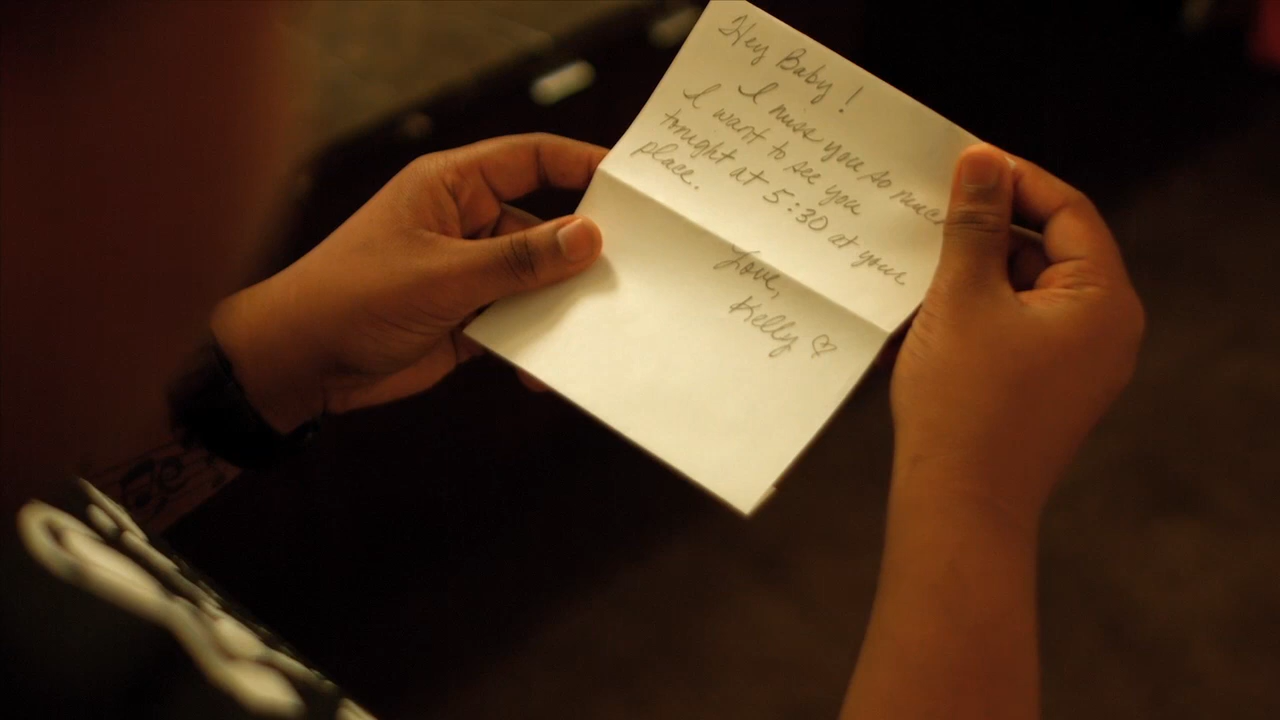 Hey Baby !
I miss you so much
I want to see you
tonight at 5:30 at your
place.
Love,
Kelly ♡